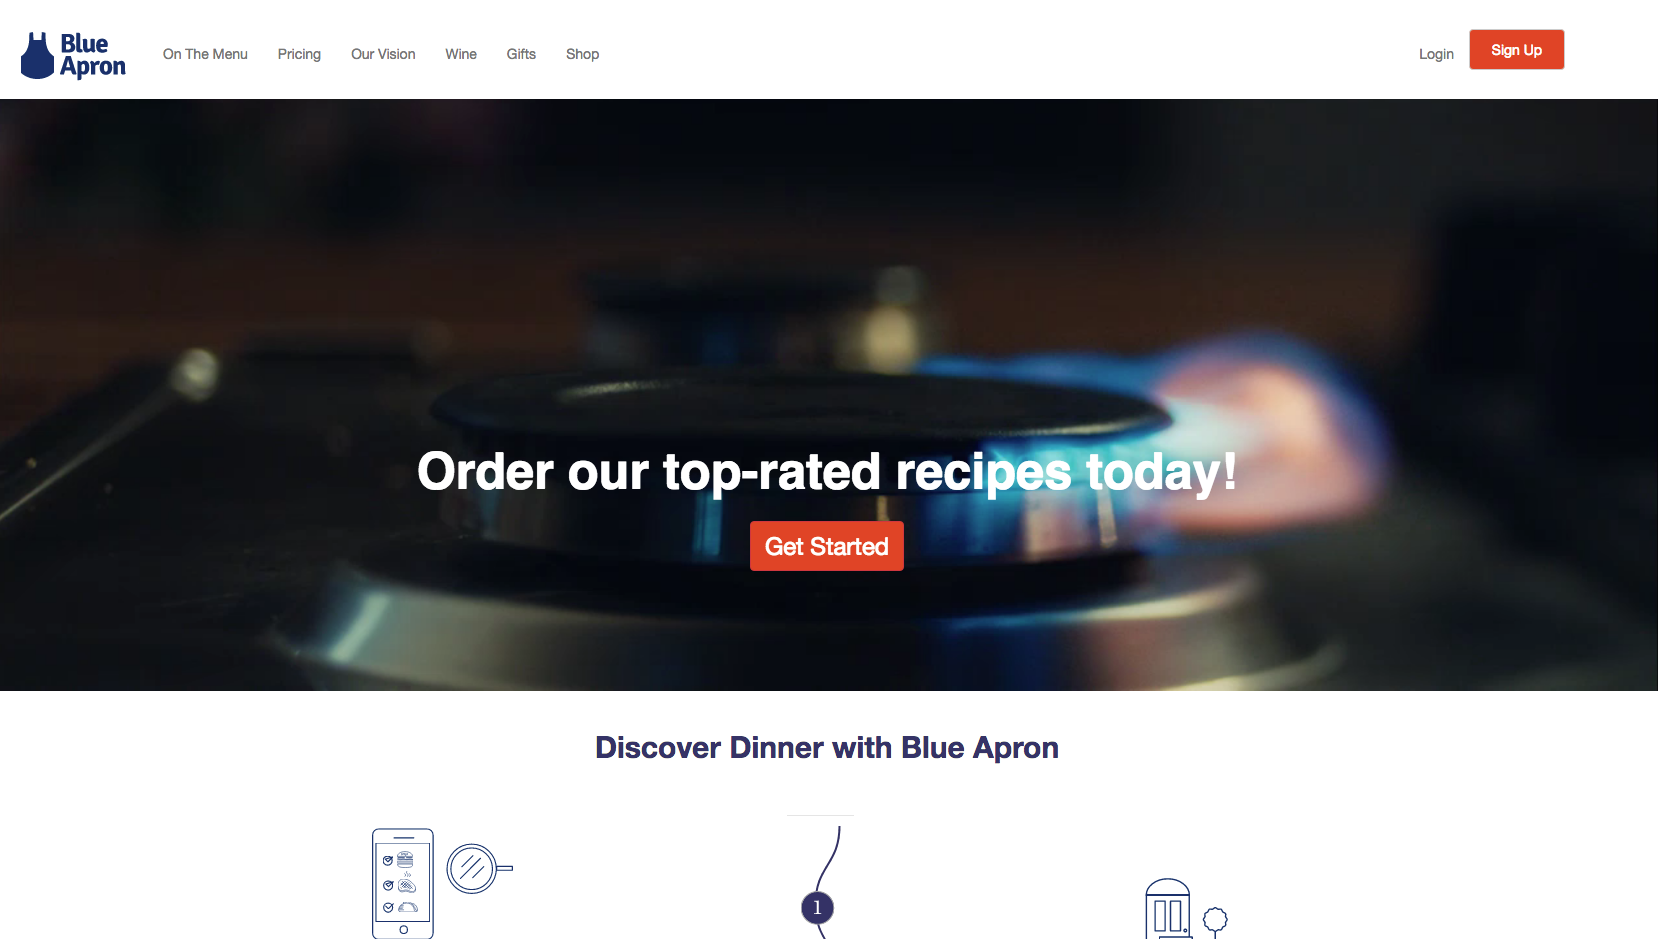 Blue
Apron
On The Menu
Pricing
Our Vision
Wine
Gifts
Shop
Login
Sign Up
Order our top-rated recipes today!
Get Started
Discover Dinner with Blue Apron
1